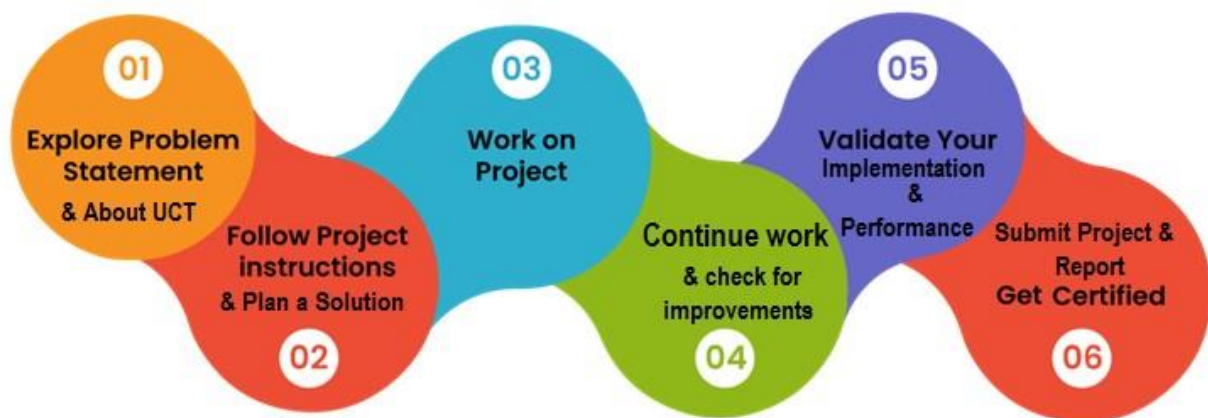 01
Explore Problem
Statement
& About UCT
Follow Project
instructions
& Plan a Solution
02
03
Work on
Project
Continue work
& check for
improvements
04
05
Validate Your
Implementation
&
Performance
Submit Project &
Report
Get Certified
06